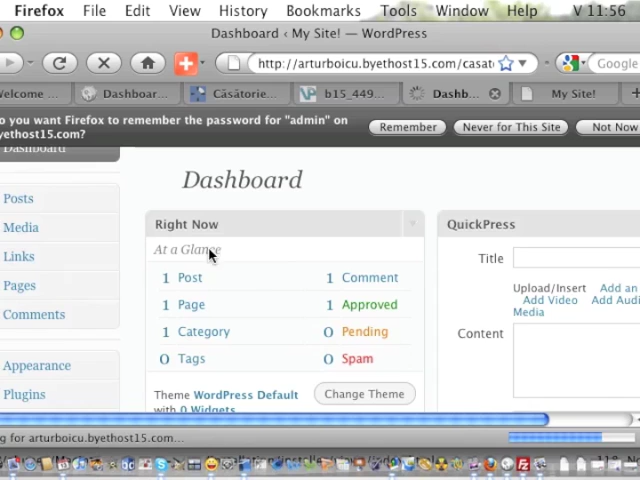 Firefox File Edit View History Bookmarks Tools Window Help V 11:56
Dashboard ‹ My Site! — WordPress
http://arturboicu.byethost15.com/casat Google
elcome ... Dashboar... Căsătorie... b15_449... Dashb... My Site!
o you want Firefox to remember the password for "admin" on
yethost15.com?
Remember Never for This Site Not Now
Dashboard
Posts
Media
Links
Pages
Comments
Appearance
Plugins
Dashboard
Right Now
At a Glance
1 Post 1 Comment
1 Page 1 Approved
1 Category 0 Pending
0 Tags 0 Spam
Theme WordPress Default
with 0 Widgets
Change Theme
QuickPress
Title
Upload/Insert Add an
Add Video Add Audi
Media
Content
g for arturboicu.byethost15.com...